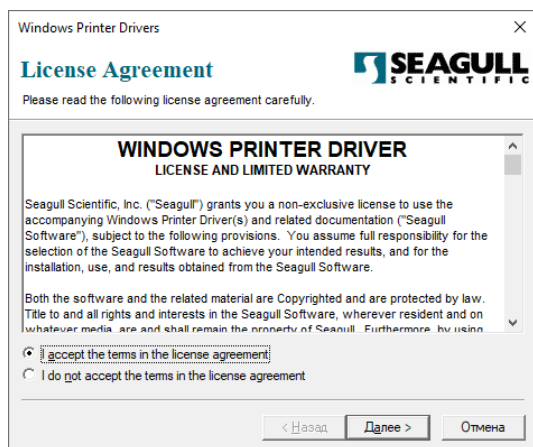 Windows Printer Drivers
License Agreement
SEAGULL
SCIENTIFIC
Please read the following license agreement carefully.
WINDOWS PRINTER DRIVER
LICENSE AND LIMITED WARRANTY
Seagull Scientific, Inc. ("Seagull") grants you a non-exclusive license to use the
accompanying Windows Printer Driver(s) and related documentation ("Seagull
Software"), subject to the following provisions. You assume full responsibility for the
selection of the Seagull Software to achieve your intended results, and for the
installation, use, and results obtained from the Seagull Software.
Both the software and the related material are Copyrighted and are protected by law.
Title to and all rights and interests in the Seagull Software, wherever resident and on
whatever media, are and shall remain the property of Seagull. Furthermore, by using
I accept the terms in the license agreement
I do not accept the terms in the license agreement
< Назад
Далее >
Отмена